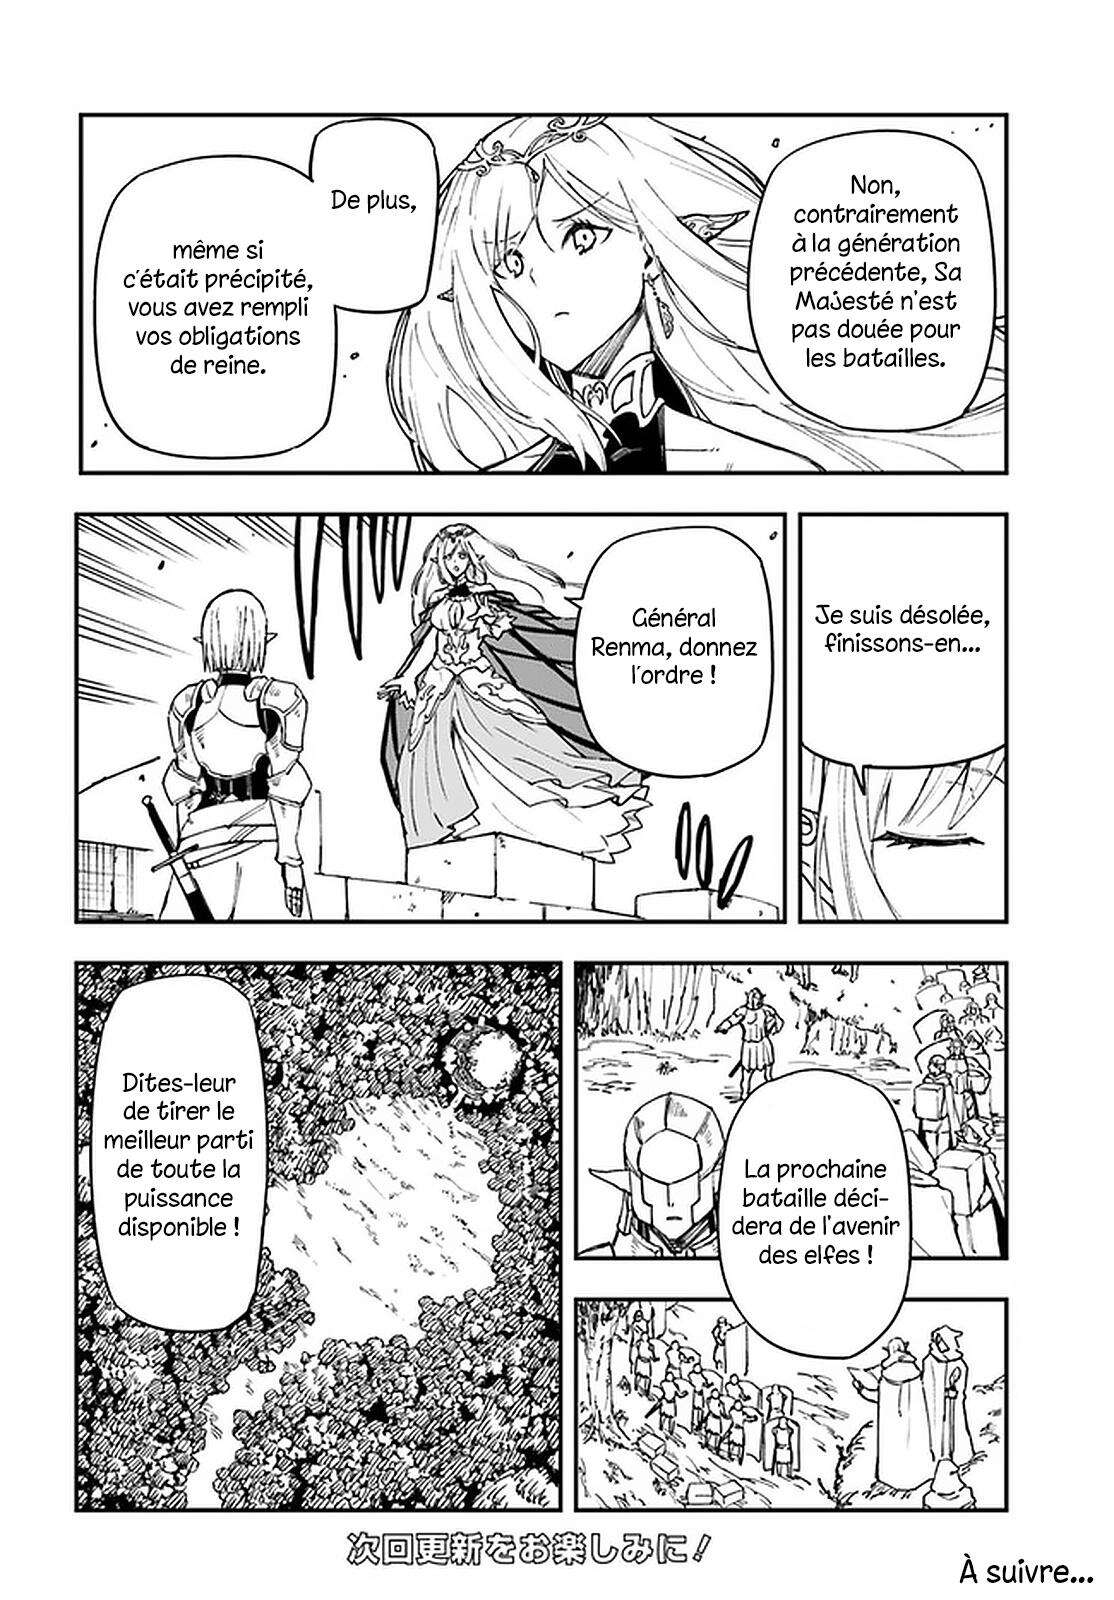 Non,
contrairement
à la génération
précédente, Sa
Majesté n'est
pas douée pour
les batailles.
De plus,
même si
c'était précipité,
vous avez rempli
vos obligations
de reine.
Je suis désolée,
finissons-en...
Général
Renma, donnez
l'ordre !
La prochaine
bataille déci-
dera de l'avenir
des elfes !
Dites-leur
de tirer le
meilleur parti
de toute la
puissance
disponible !
次回更新をお楽しみに！
À suivre...